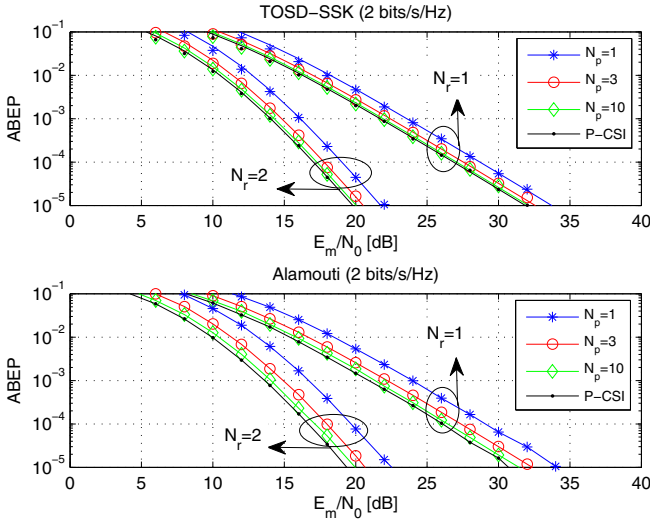 TOSD-SSK (2 bits/s/Hz)
10^-1
10^-2
10^-3
10^-4
10^-5
ABEP
N_r=1
N_r=2
N_p=1
N_p=3
N_p=10
P-CSI
0 5 10 15 20 25 30 35 40
E_m/N_0 [dB]
Alamouti (2 bits/s/Hz)
10^-1
10^-2
10^-3
10^-4
10^-5
ABEP
N_r=1
N_r=2
N_p=1
N_p=3
N_p=10
P-CSI
0 5 10 15 20 25 30 35 40
E_m/N_0 [dB]